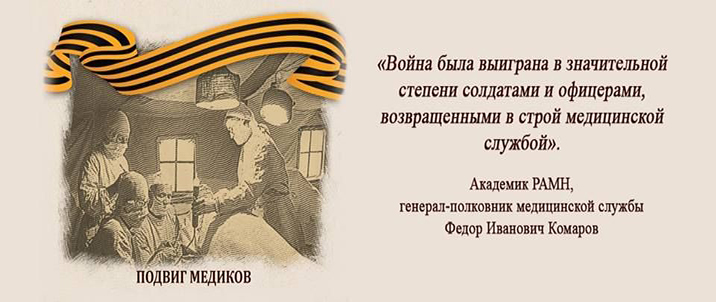 «Война была выиграна в значительной
степени солдатами и офицерами,
возвращенными в строй медицинской
службой».
Академик РАМН,
генерал-полковник медицинской службы
Федор Иванович Комаров
ПОДВИГ МЕДИКОВ